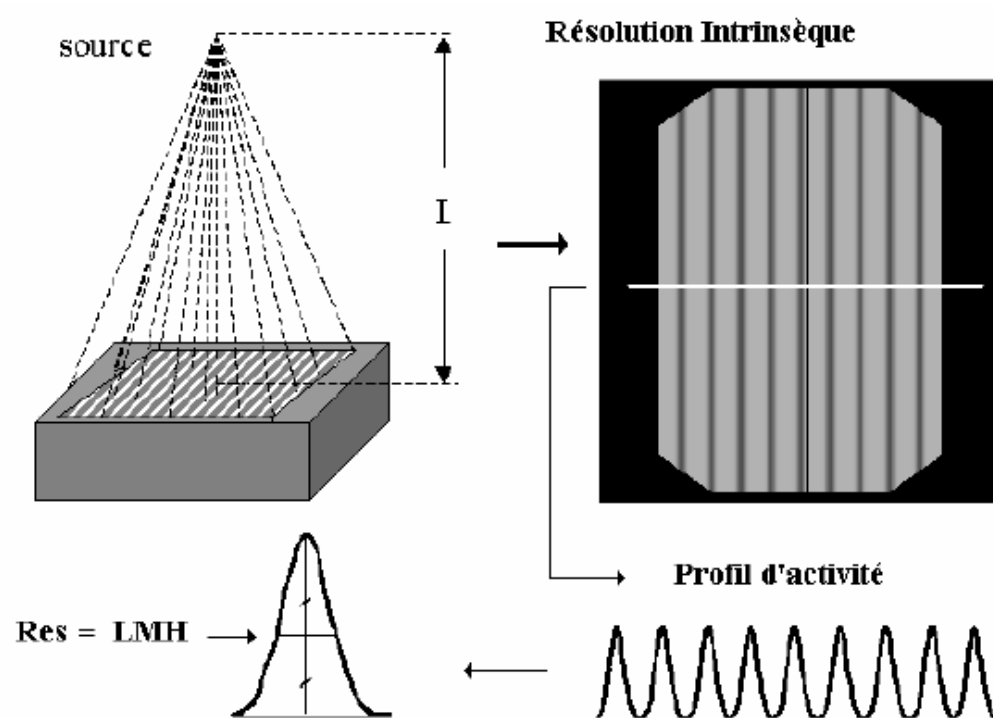 source
Résolution Intrinsèque
L
Profil d'activité
Res = LMH